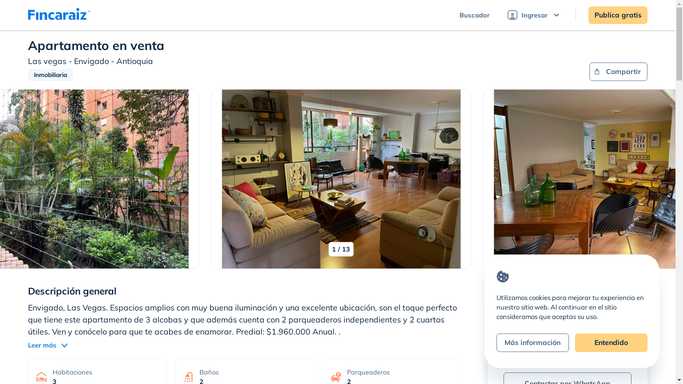 Fincaraiz
Buscador
Ingresar
Publica gratis
Apartamento en venta
Las vegas - Envigado - Antioquia
Inmobiliaria
Compartir
1 / 13
Descripción general
Envigado, Las Vegas. Espacios amplios con muy buena iluminación y una excelente ubicación, son el toque perfecto
que tiene este apartamento de 3 alcobas y que además cuenta con 2 parqueaderos independientes y 2 cuartos
útiles. Ven y conócelo para que te acabes de enamorar. Predial: $1.960.000 Anual. .
Leer más
Habitaciones
3
Baños
2
Parqueaderos
2
Utilizamos cookies para mejorar tu experiencia en
nuestro sitio web. Al continuar en el sitio
consideramos que aceptas su uso.
Más información
Entendido
Contactar por WhatsApp